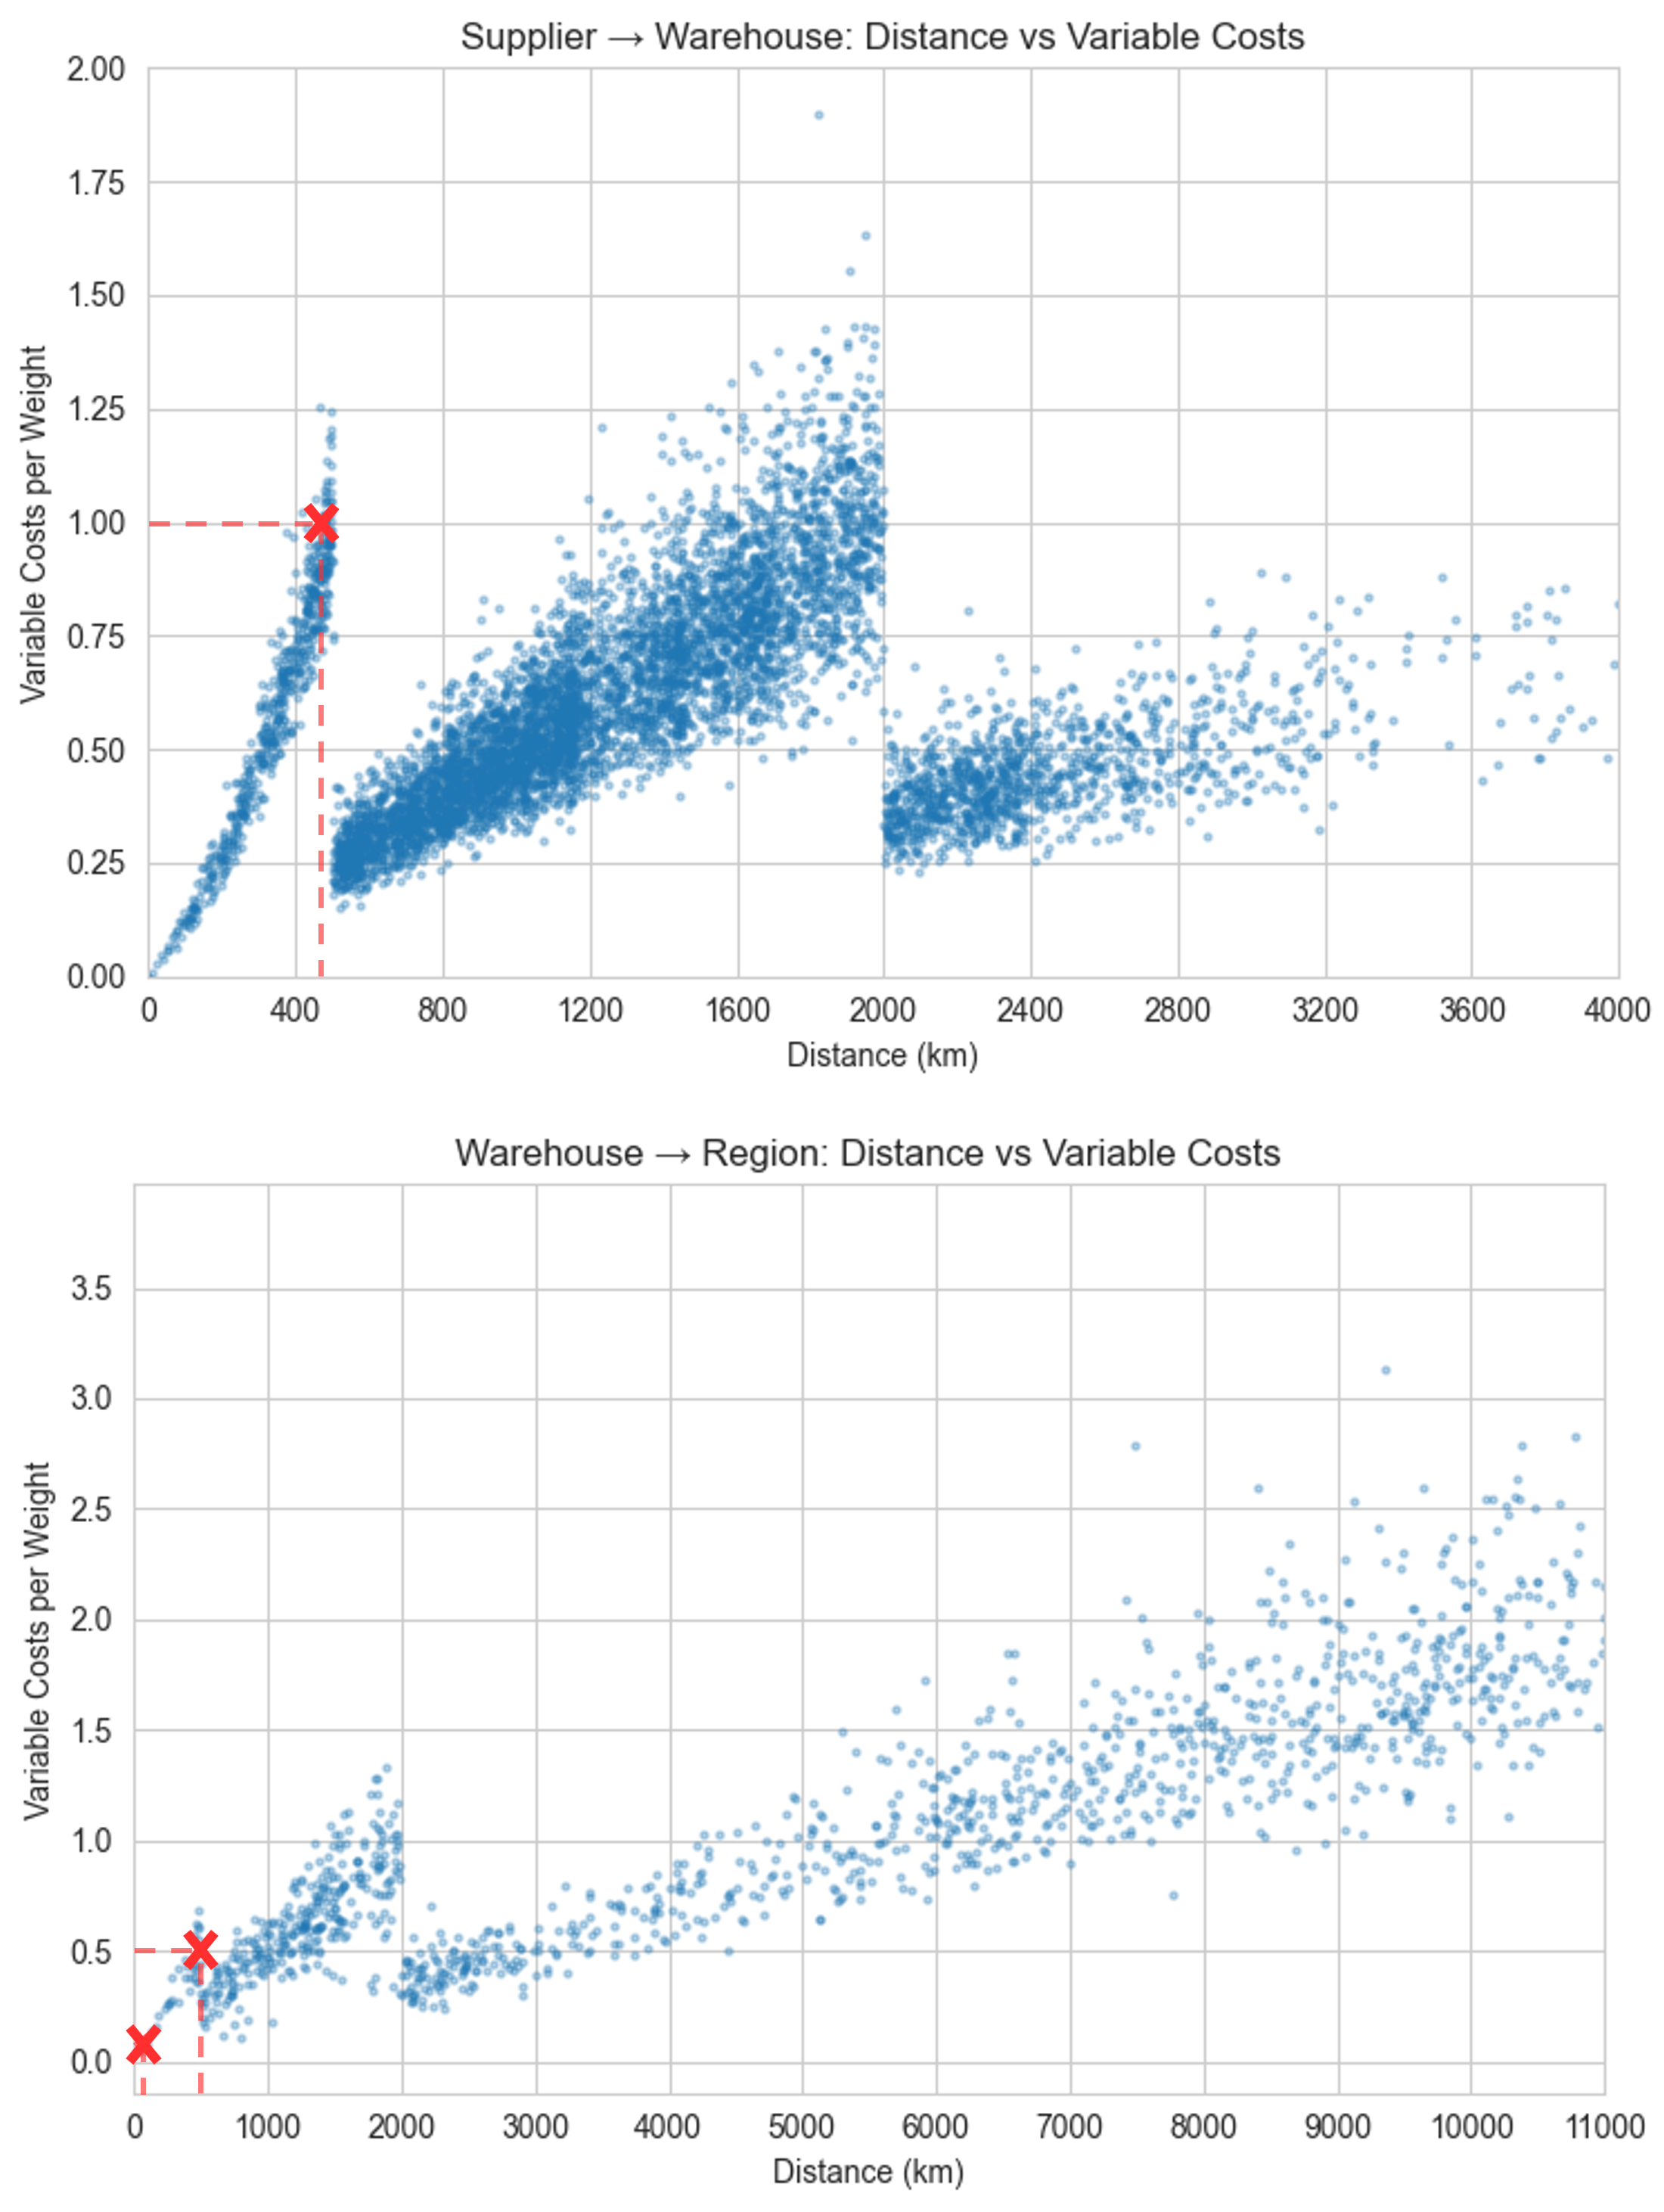 Supplier → Warehouse: Distance vs Variable Costs
2.00
1.75
1.50
1.25
1.00
0.75
0.50
0.25
0.00
Variable Costs per Weight
0 400 800 1200 1600 2000 2400 2800 3200 3600 4000
Distance (km)
Warehouse → Region: Distance vs Variable Costs
3.5
3.0
2.5
2.0
1.5
1.0
0.5
0.0
Variable Costs per Weight
0 1000 2000 3000 4000 5000 6000 7000 8000 9000 10000 11000
Distance (km)